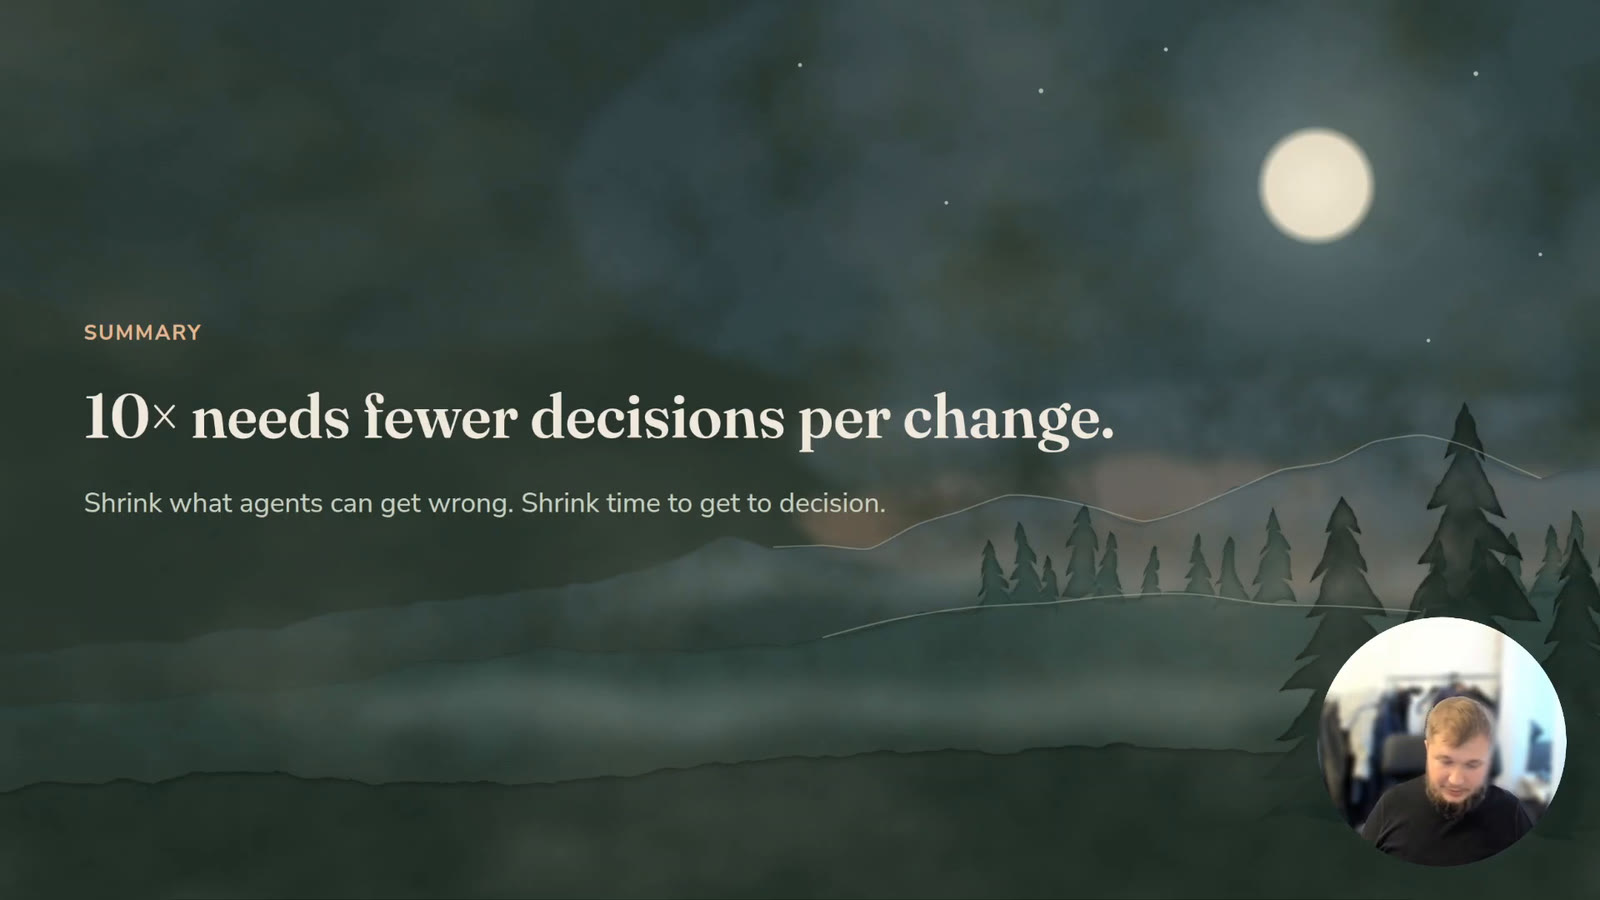 SUMMARY
10× needs fewer decisions per change.
Shrink what agents can get wrong. Shrink time to get to decision.